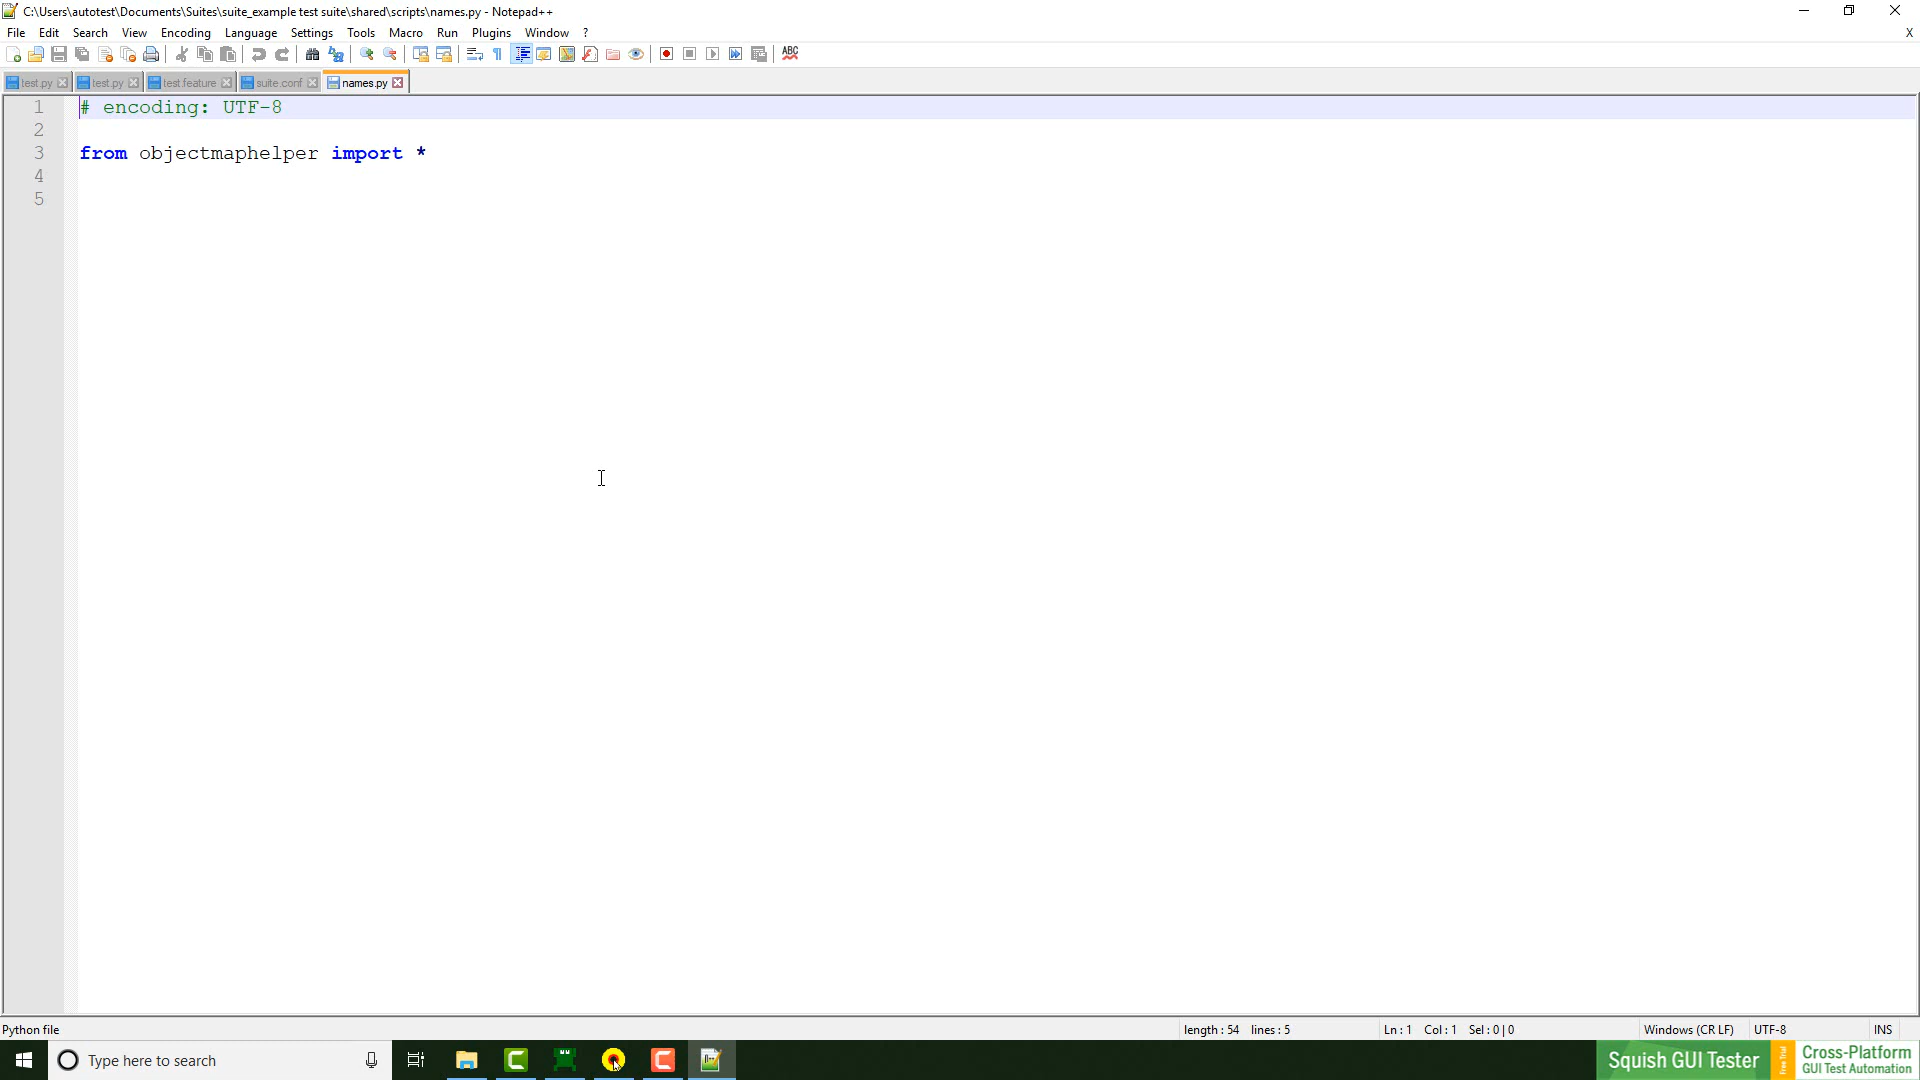 C:\Users\autotest\Documents\Suites\suite_example test suite\shared\scripts\names.py - Notepad++
File Edit Search View Encoding Language Settings Tools Macro Run Plugins Window ? X
ABC
test.py test.py test.feature suite.conf names.py
1 # encoding: UTF-8
2
3 from objectmaphelper import *
4
5
Python file length : 54 lines : 5 Ln : 1 Col : 1 Sel : 0 | 0 Windows (CR LF) UTF-8 INS
Type here to search
Squish GUI Tester
Free Trial
Cross-Platform
GUI Test Automation